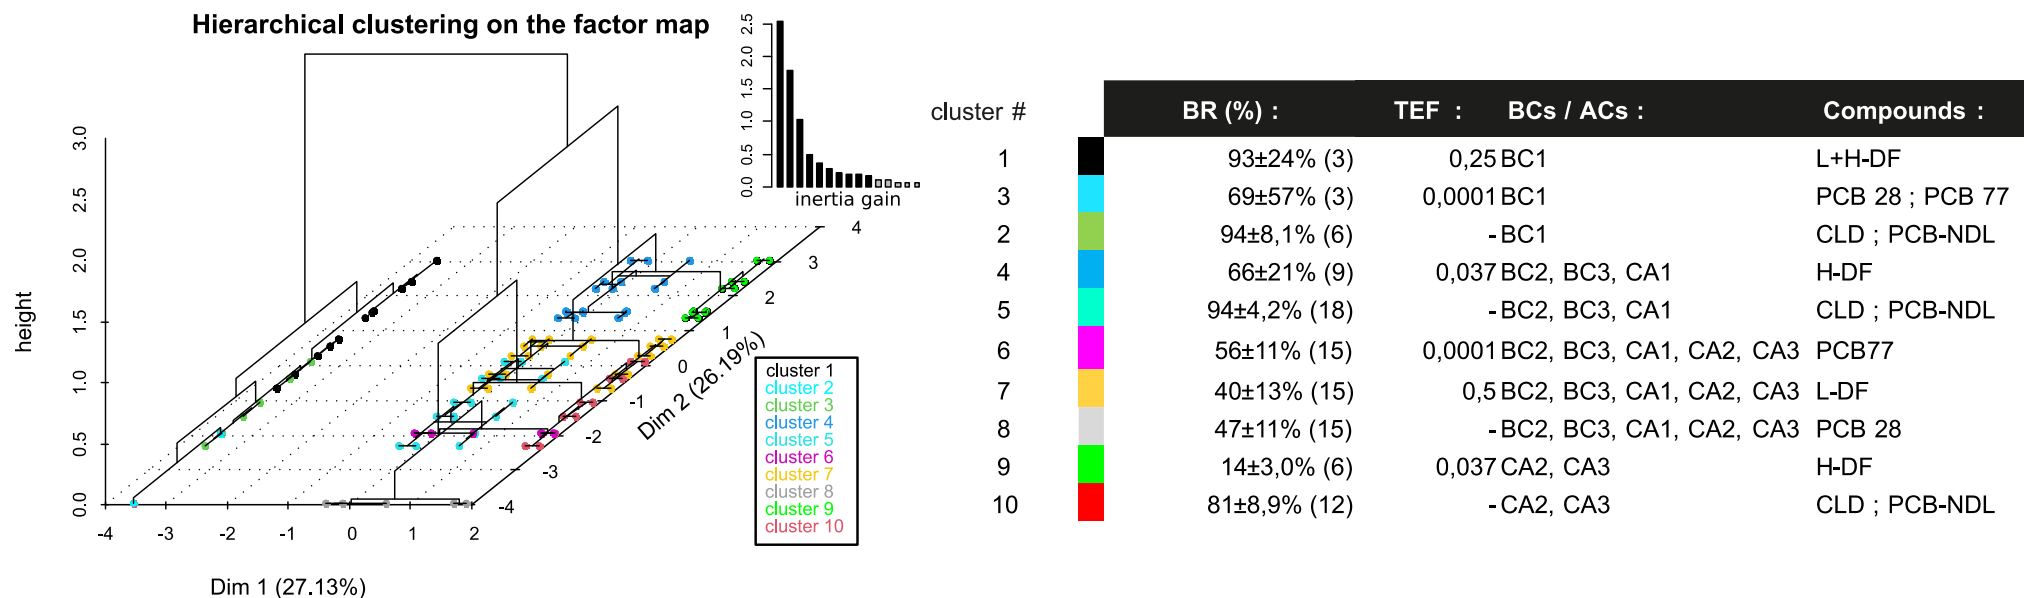 Hierarchical clustering on the factor map
height
0.0 0.5 1.0 1.5 2.0 2.5 3.0
-4 -3 -2 -1 0 1 2
Dim 1 (27.13%)
-4 -3 -2 -1 0 1 2 3 4
Dim 2 (26.19%)
0.0 0.5 1.0 1.5 2.0 2.5
inertia gain
cluster 1
cluster 2
cluster 3
cluster 4
cluster 5
cluster 6
cluster 7
cluster 8
cluster 9
cluster 10
cluster # BR (%) : TEF : BCs / ACs : Compounds :
1 93±24% (3) 0,25 BC1 L+H-DF
3 69±57% (3) 0,0001 BC1 PCB 28 ; PCB 77
2 94±8,1% (6) - BC1 CLD ; PCB-NDL
4 66±21% (9) 0,037 BC2, BC3, CA1 H-DF
5 94±4,2% (18) - BC2, BC3, CA1 CLD ; PCB-NDL
6 56±11% (15) 0,0001 BC2, BC3, CA1, CA2, CA3 PCB77
7 40±13% (15) 0,5 BC2, BC3, CA1, CA2, CA3 L-DF
8 47±11% (15) - BC2, BC3, CA1, CA2, CA3 PCB 28
9 14±3,0% (6) 0,037 CA2, CA3 H-DF
10 81±8,9% (12) - CA2, CA3 CLD ; PCB-NDL